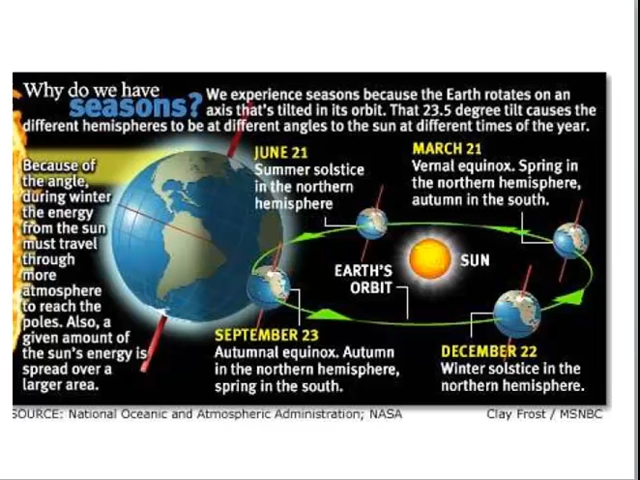 Why do we have
seasons?
We experience seasons because the Earth rotates on an
axis that's tilted in its orbit. That 23.5 degree tilt causes the
different hemispheres to be at different angles to the sun at different times of the year.
Because of
the angle,
during winter
the energy
from the sun
must travel
through
more
atmosphere
to reach the
poles. Also, a
given amount of
the sun's energy is
spread over a
larger area.
JUNE 21
Summer solstice
in the northern
hemisphere
MARCH 21
Vernal equinox. Spring in
the northern hemisphere,
autumn in the south.
SUN
EARTH'S
ORBIT
SEPTEMBER 23
Autumnal equinox. Autumn
in the northern hemisphere,
spring in the south.
DECEMBER 22
Winter solstice in the
northern hemisphere.
SOURCE: National Oceanic and Atmospheric Administration; NASA
Clay Frost / MSNBC